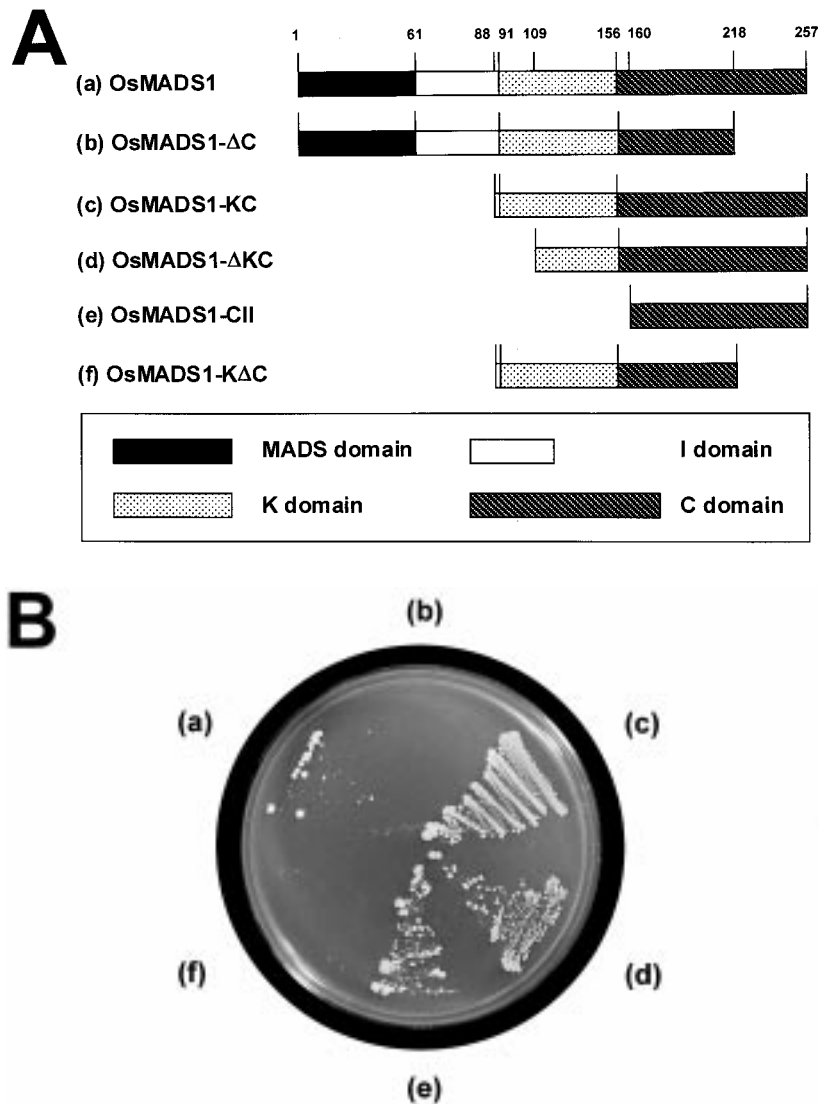 A
1 61 88 91 109 156 160 218 257
(a) OsMADS1
(b) OsMADS1-ΔC
(c) OsMADS1-KC
(d) OsMADS1-ΔKC
(e) OsMADS1-CII
(f) OsMADS1-KΔC
MADS domain I domain
K domain C domain
B
(b)
(a) (c)
(f) (d)
(e)